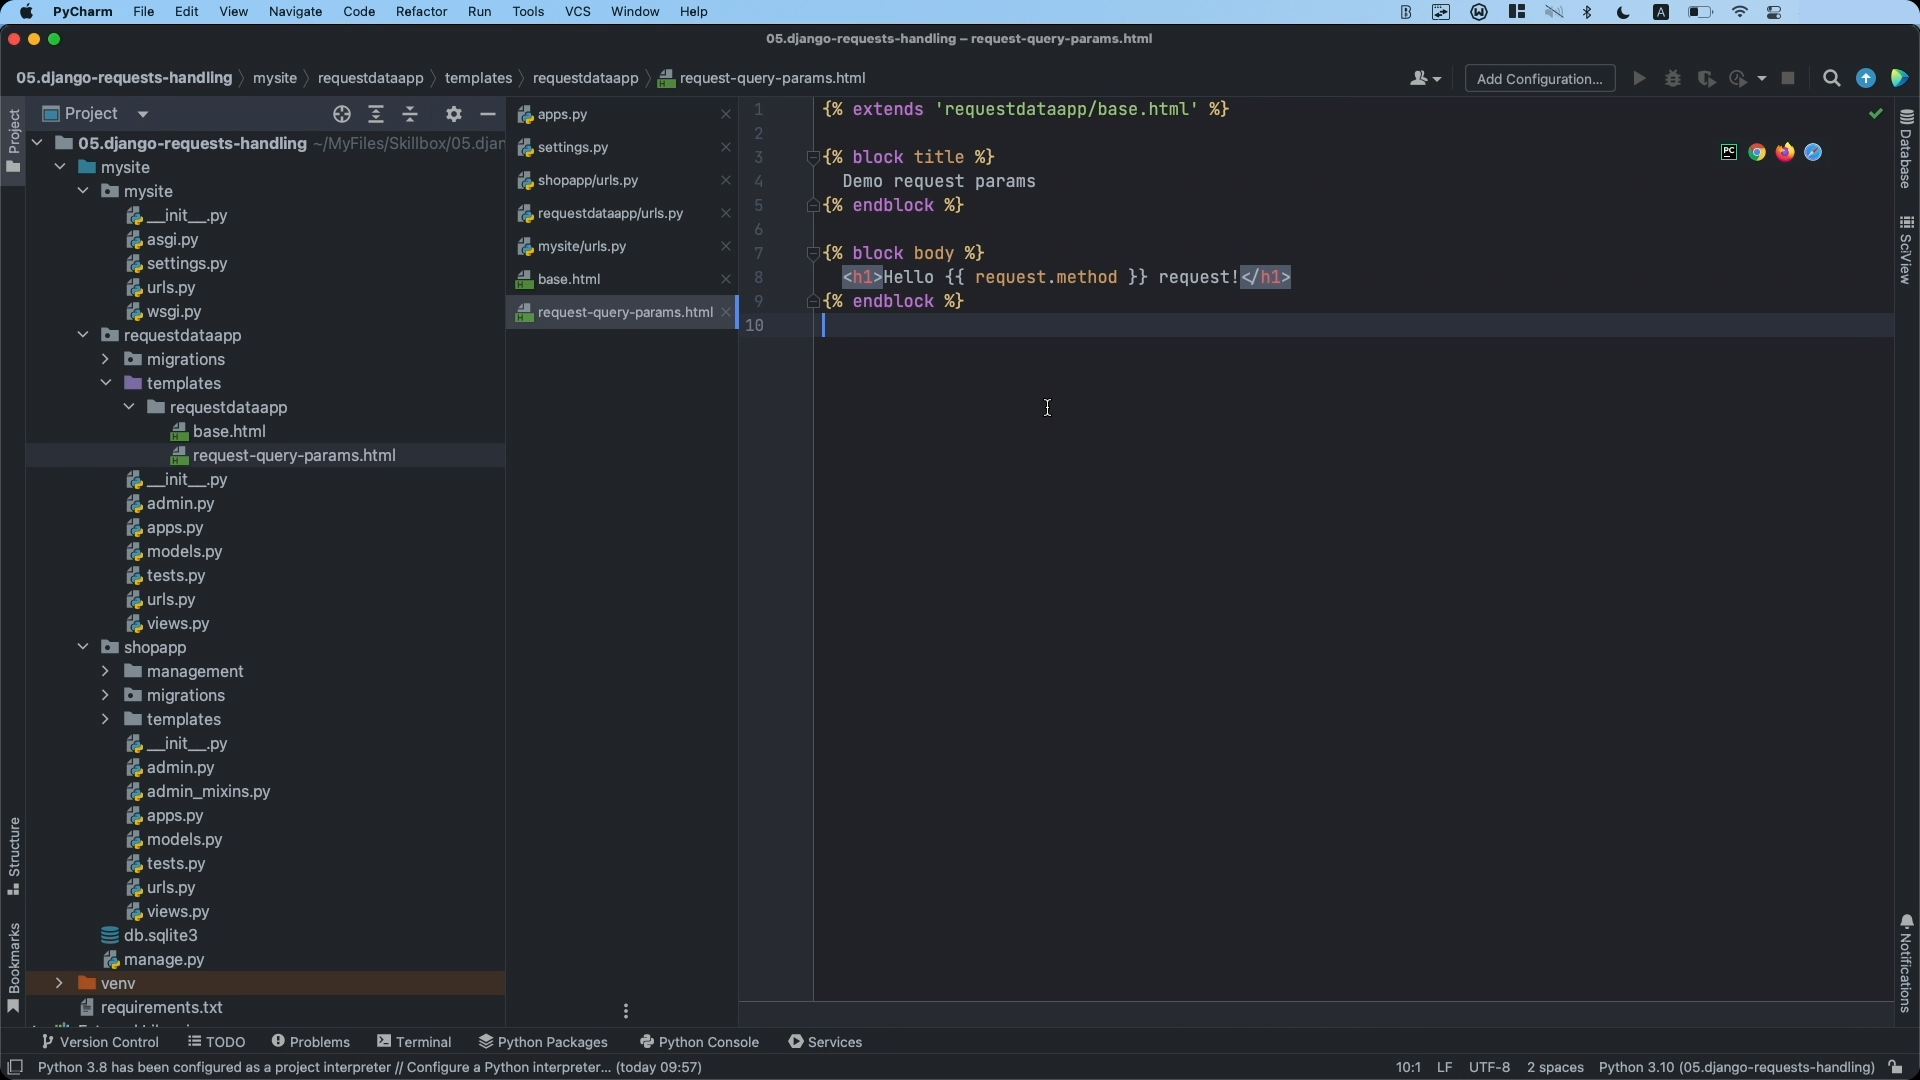 PyCharm File Edit View Navigate Code Refactor Run Tools VCS Window Help
05.django-requests-handling – request-query-params.html
05.django-requests-handling mysite requestdataapp templates requestdataapp request-query-params.html
Add Configuration...
Project
Project
05.django-requests-handling ~/MyFiles/Skillbox/05.djan
mysite
mysite
__init__.py
asgi.py
settings.py
urls.py
wsgi.py
requestdataapp
migrations
templates
requestdataapp
base.html
request-query-params.html
__init__.py
admin.py
apps.py
models.py
tests.py
urls.py
views.py
shopapp
management
migrations
templates
__init__.py
admin.py
admin_mixins.py
apps.py
models.py
tests.py
urls.py
views.py
db.sqlite3
manage.py
venv
requirements.txt
Structure
Bookmarks
apps.py
settings.py
shopapp/urls.py
requestdataapp/urls.py
mysite/urls.py
base.html
request-query-params.html
1 {% extends 'requestdataapp/base.html' %}
2
3 {% block title %}
4 Demo request params
5 {% endblock %}
6
7 {% block body %}
8 <h1>Hello {{ request.method }} request!</h1>
9 {% endblock %}
10
Database
SciView
Notifications
Version Control TODO Problems Terminal Python Packages Python Console Services
Python 3.8 has been configured as a project interpreter // Configure a Python interpreter... (today 09:57)
10:1 LF UTF-8 2 spaces Python 3.10 (05.django-requests-handling)